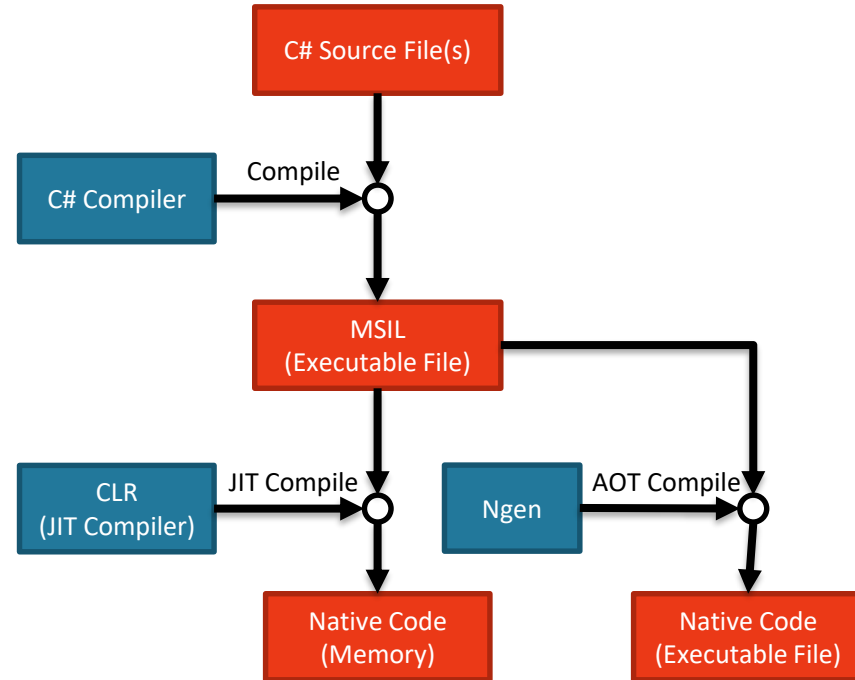 C# Source File(s)
Compile
C# Compiler
MSIL
(Executable File)
JIT Compile
CLR
(JIT Compiler)
AOT Compile
Ngen
Native Code
(Memory)
Native Code
(Executable File)